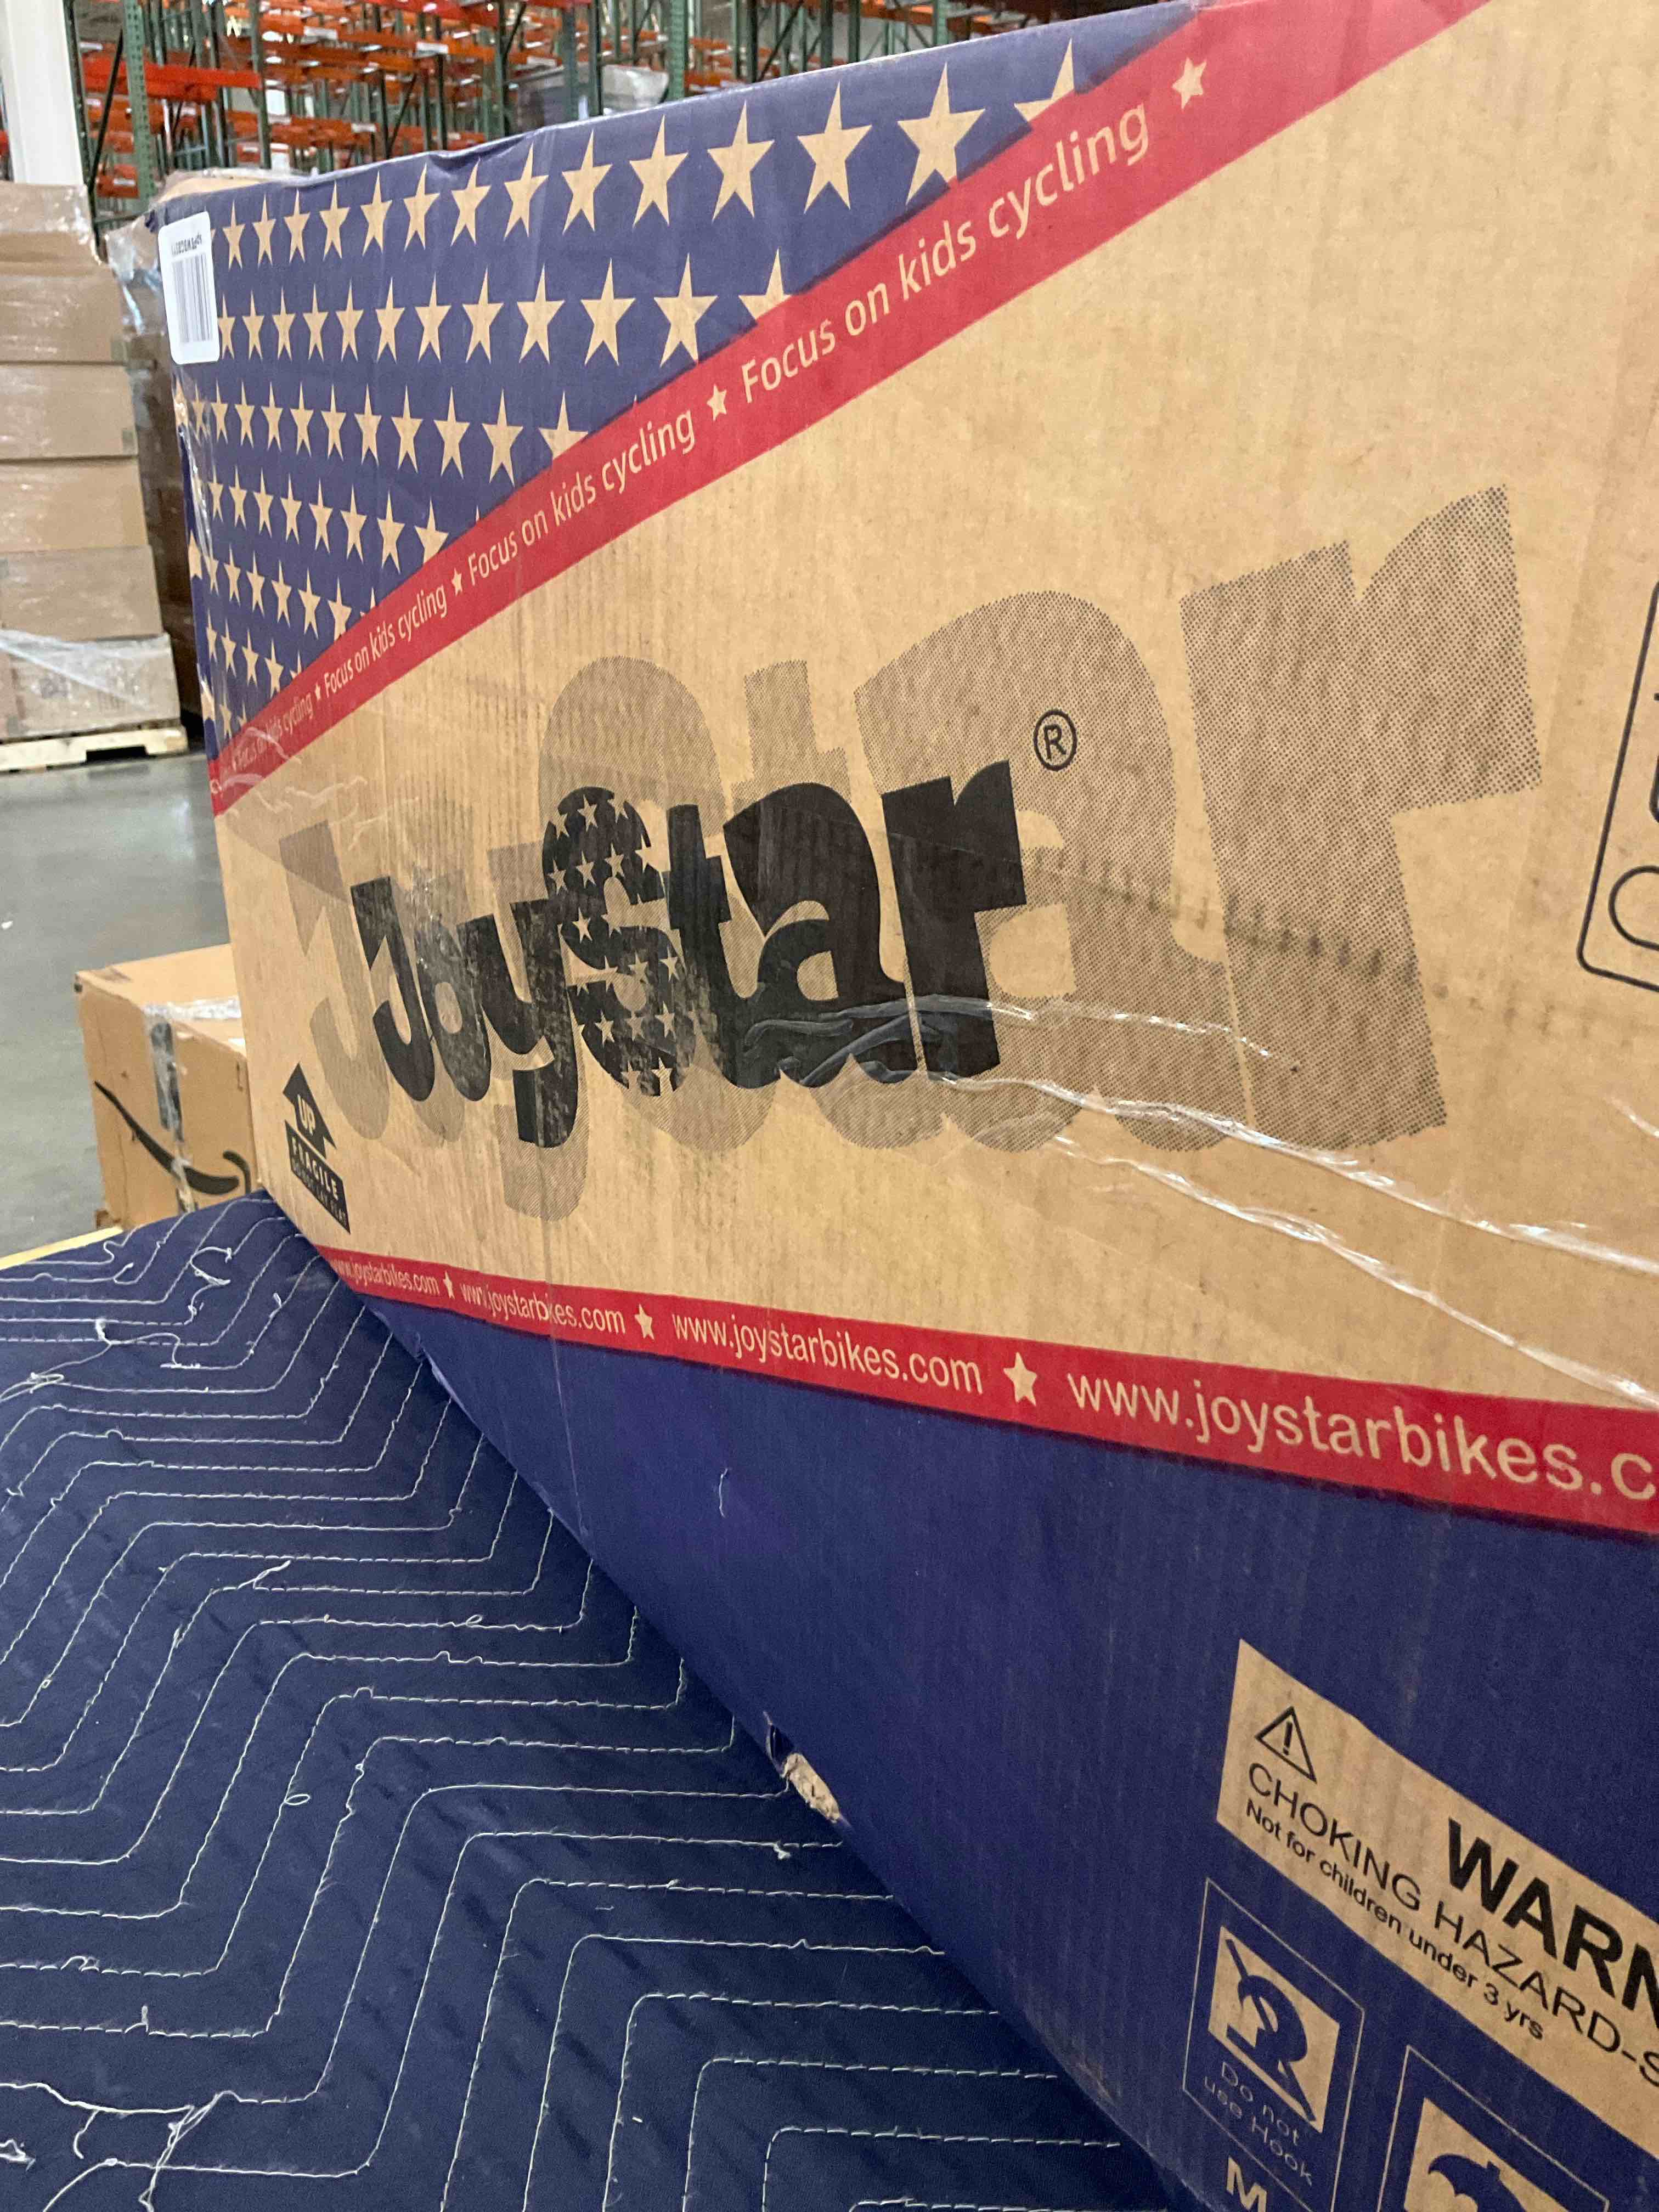 Focus on kids cycling ★ Focus on kids cycling ★ Focus on kids cycling ★ Focus on kids cycling ★
JoyStar
JoyStar®
UP
FRAGILE
www.joystarbikes.com ★ www.joystarbikes.com ★ www.joystarbikes.com ★ www.joystarbikes.c
WARN
CHOKING HAZARD-S
Not for children under 3 yrs
Do not
use Hook
M